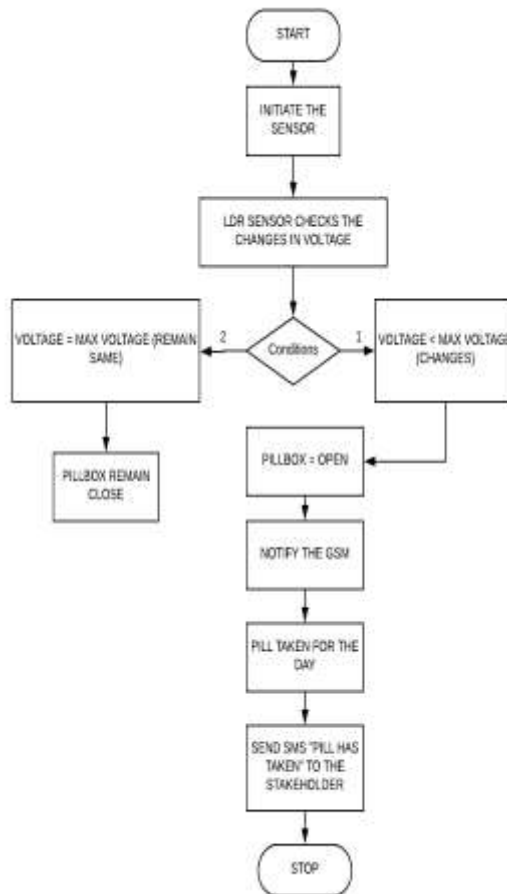 START
INITIATE THE
SENSOR
LDR SENSOR CHECKS THE
CHANGES IN VOLTAGE
VOLTAGE = MAX VOLTAGE (REMAIN
SAME)
2
Conditions
1
VOLTAGE < MAX VOLTAGE
(CHANGES)
PILLBOX REMAIN
CLOSE
PILLBOX = OPEN
NOTIFY THE GSM
PILL TAKEN FOR THE
DAY
SEND SMS "PILL HAS
TAKEN" TO THE
STAKEHOLDER
STOP